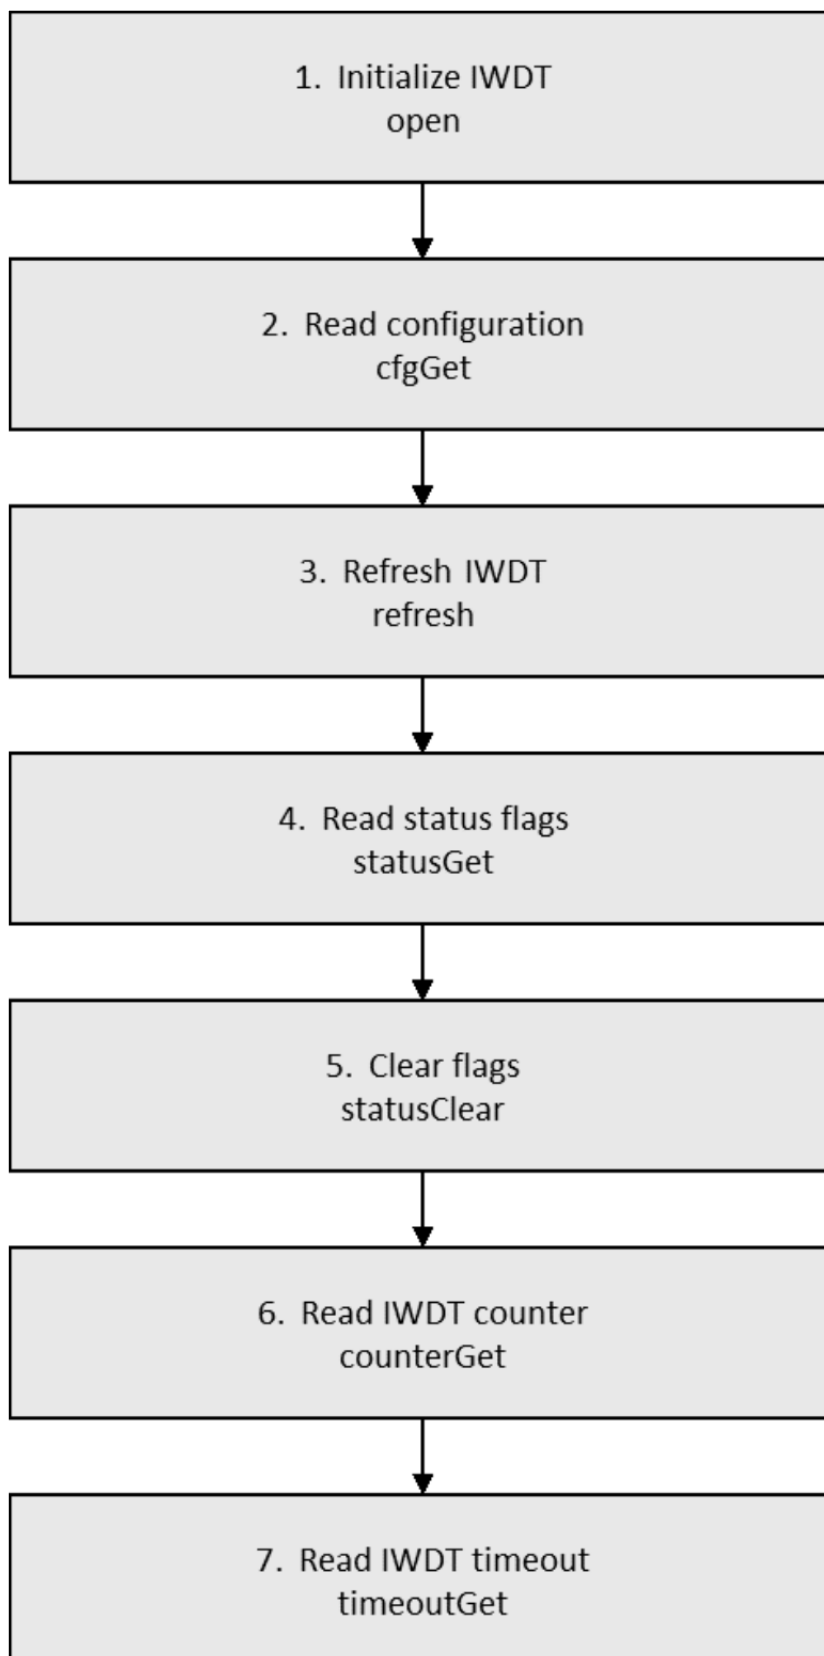 1. Initialize IWDT
open
2. Read configuration
cfgGet
3. Refresh IWDT
refresh
4. Read status flags
statusGet
5. Clear flags
statusClear
6. Read IWDT counter
counterGet
7. Read IWDT timeout
timeoutGet